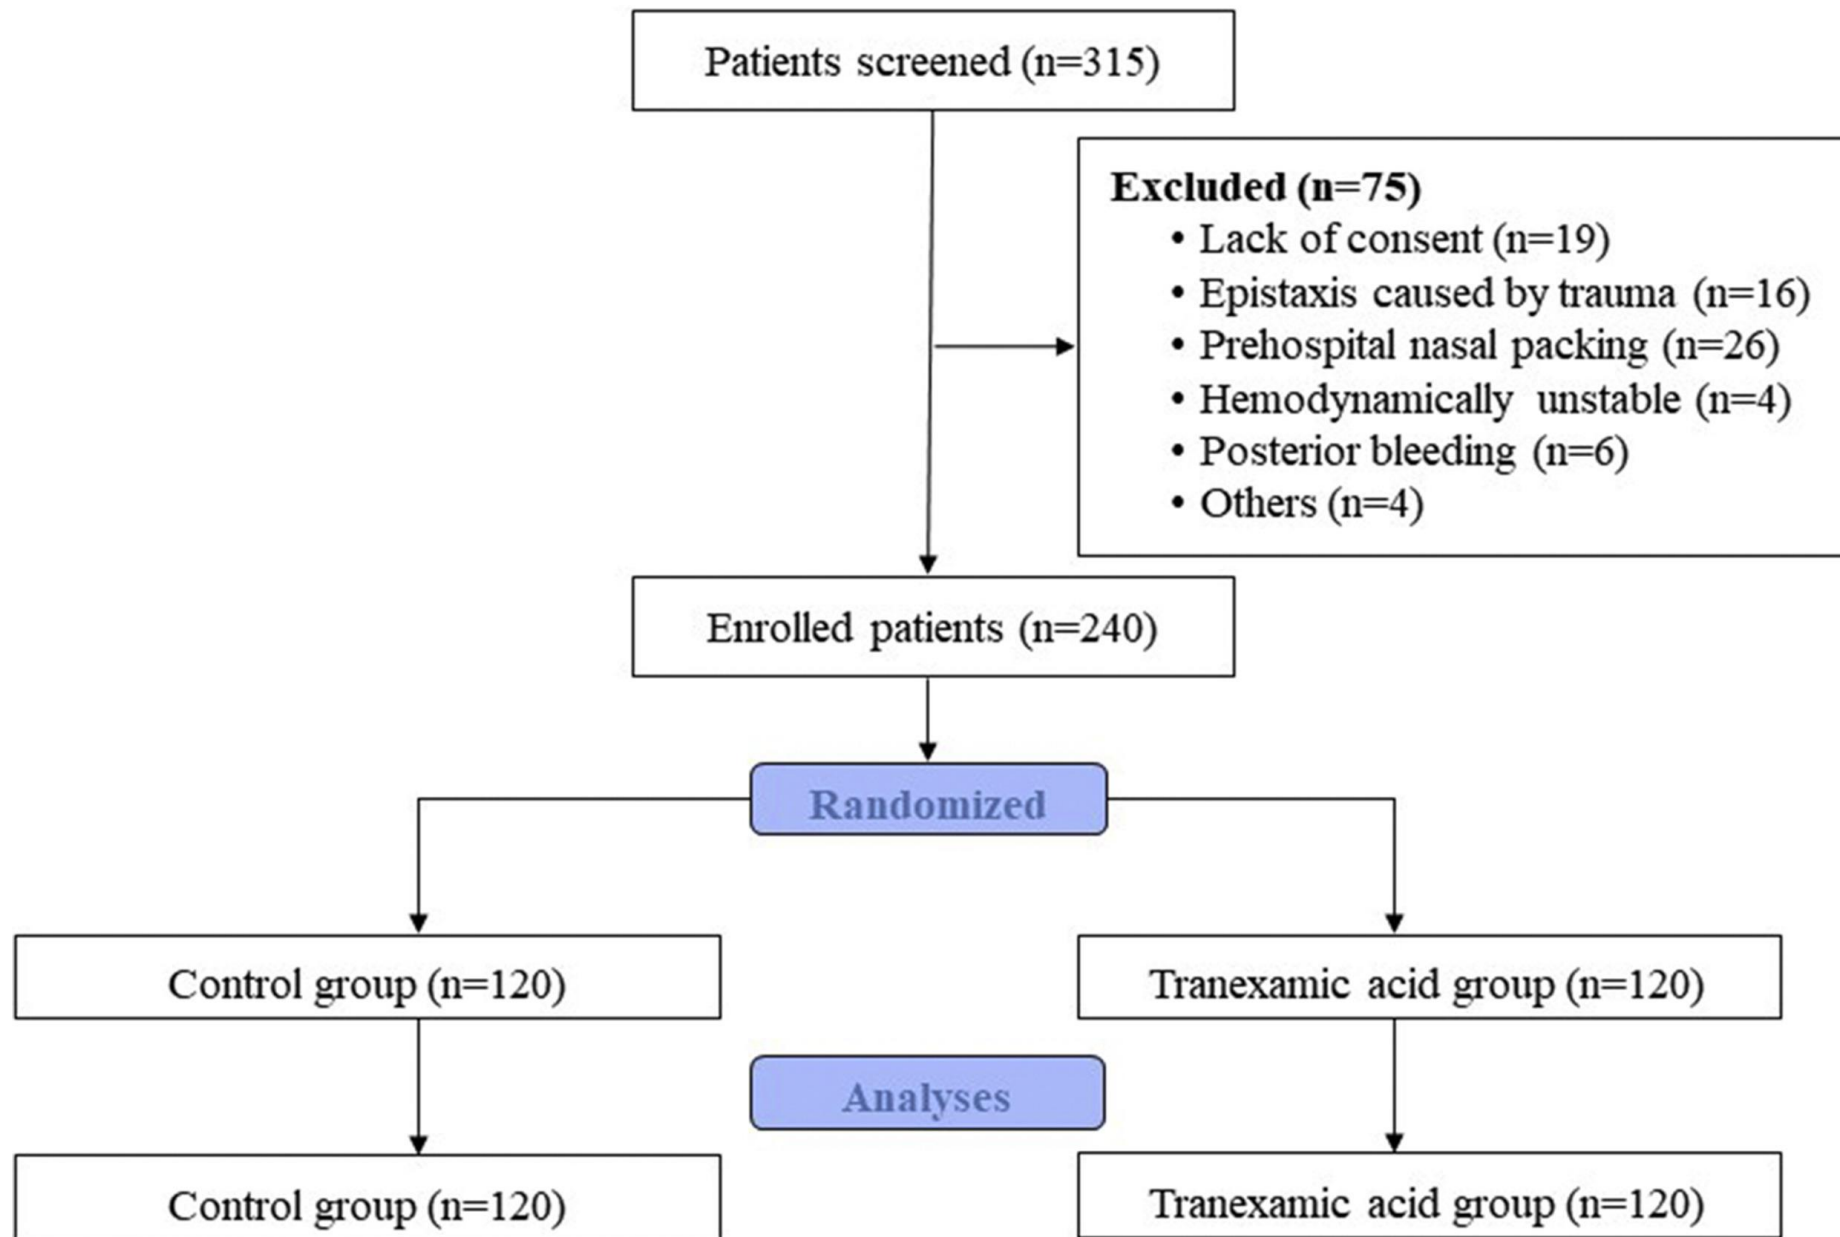 Patients screened (n=315)
Excluded (n=75)
• Lack of consent (n=19)
• Epistaxis caused by trauma (n=16)
• Prehospital nasal packing (n=26)
• Hemodynamically unstable (n=4)
• Posterior bleeding (n=6)
• Others (n=4)
Enrolled patients (n=240)
Randomized
Control group (n=120)
Tranexamic acid group (n=120)
Analyses
Control group (n=120)
Tranexamic acid group (n=120)